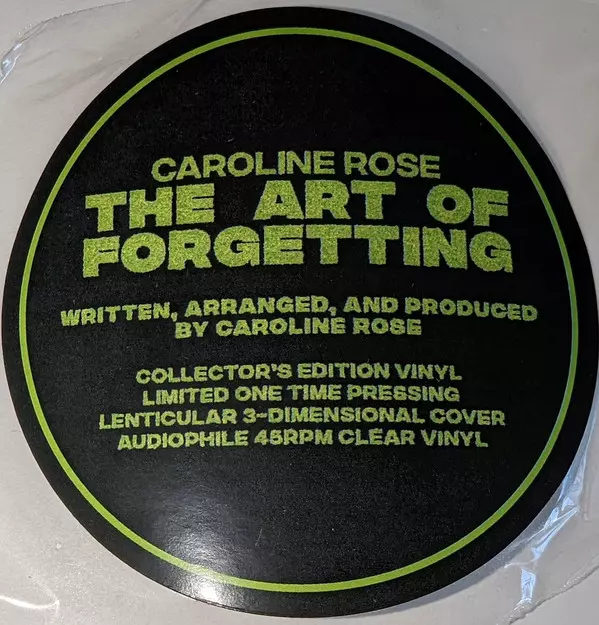 CAROLINE ROSE
THE ART OF
FORGETTING
WRITTEN, ARRANGED, AND PRODUCED
BY CAROLINE ROSE
COLLECTOR'S EDITION VINYL
LIMITED ONE TIME PRESSING
LENTICULAR 3-DIMENSIONAL COVER
AUDIOPHILE 45RPM CLEAR VINYL